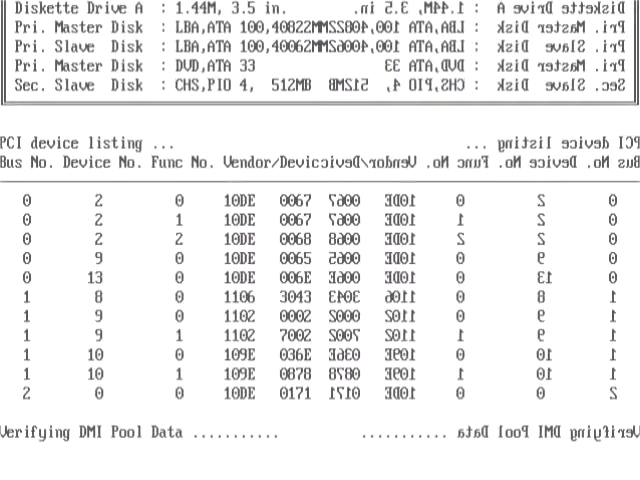 Diskette Drive A : 1.44M, 3.5 in.
Pri. Master Disk : LBA,ATA 100,40822M
Pri. Slave Disk : LBA,ATA 100,40062M
Pri. Master Disk : DVD,ATA 33
Sec. Slave Disk : CHS,PIO 4, 512MB
PCI device listing ...
Bus No. Device No. Func No. Vendor/Devic
0 2 0 10DE 0067
0 2 1 10DE 0067
0 2 2 10DE 0068
0 9 0 10DE 0065
0 13 0 10DE 006E
1 8 0 1106 3043
1 9 0 1102 0002
1 9 1 1102 7002
1 10 0 109E 036E
1 10 1 109E 0878
2 0 0 10DE 0171
Verifying DMI Pool Data ...........